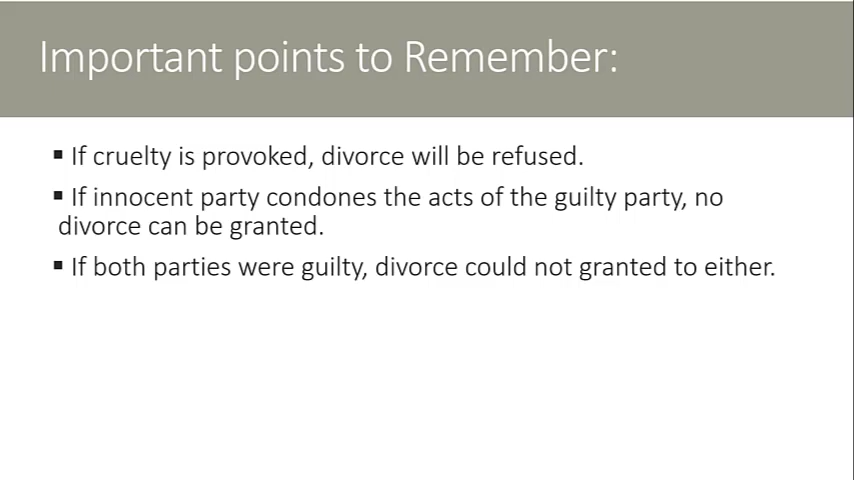 Important points to Remember:
▪ If cruelty is provoked, divorce will be refused.
▪ If innocent party condones the acts of the guilty party, no
divorce can be granted.
▪ If both parties were guilty, divorce could not granted to either.